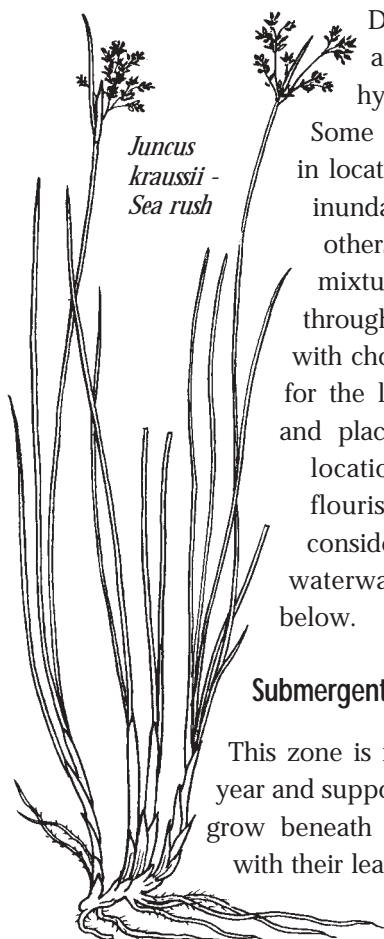 Juncus
kraussii -
Sea rush
D
a
hy
Some
in locat
inunda
others
mixtu
through
with cho
for the l
and plac
locatio
flouris
conside
waterwa
below.
Submergent
This zone is
year and suppo
grow beneath
with their lea